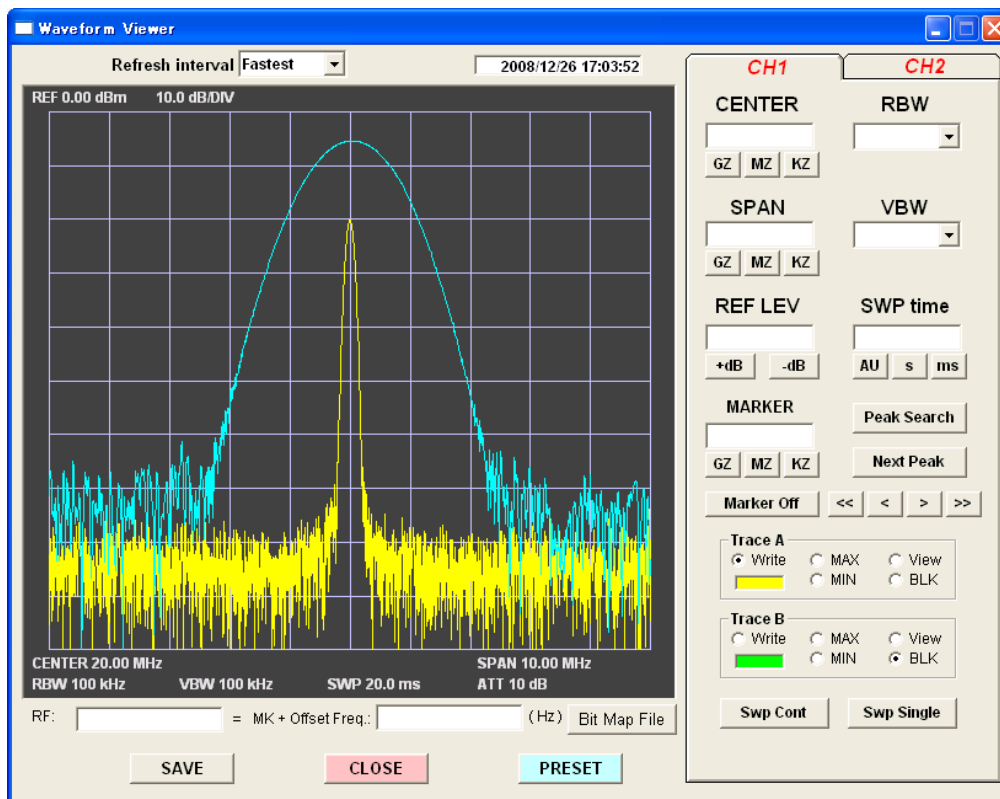 Waveform Viewer
Refresh interval Fastest 2008/12/26 17:03:52
REF 0.00 dBm 10.0 dB/DIV
CENTER 20.00 MHz SPAN 10.00 MHz
RBW 100 kHz VBW 100 kHz SWP 20.0 ms ATT 10 dB
RF: = MK + Offset Freq.: (Hz) Bit Map File
SAVE CLOSE PRESET
CH1 CH2
CENTER RBW
GZ MZ KZ
SPAN VBW
GZ MZ KZ
REF LEV SWP time
+dB -dB AU s ms
MARKER Peak Search
GZ MZ KZ Next Peak
Marker Off << < > >>
Trace A
Write MAX View
MIN BLK
Trace B
Write MAX View
MIN BLK
Swp Cont Swp Single